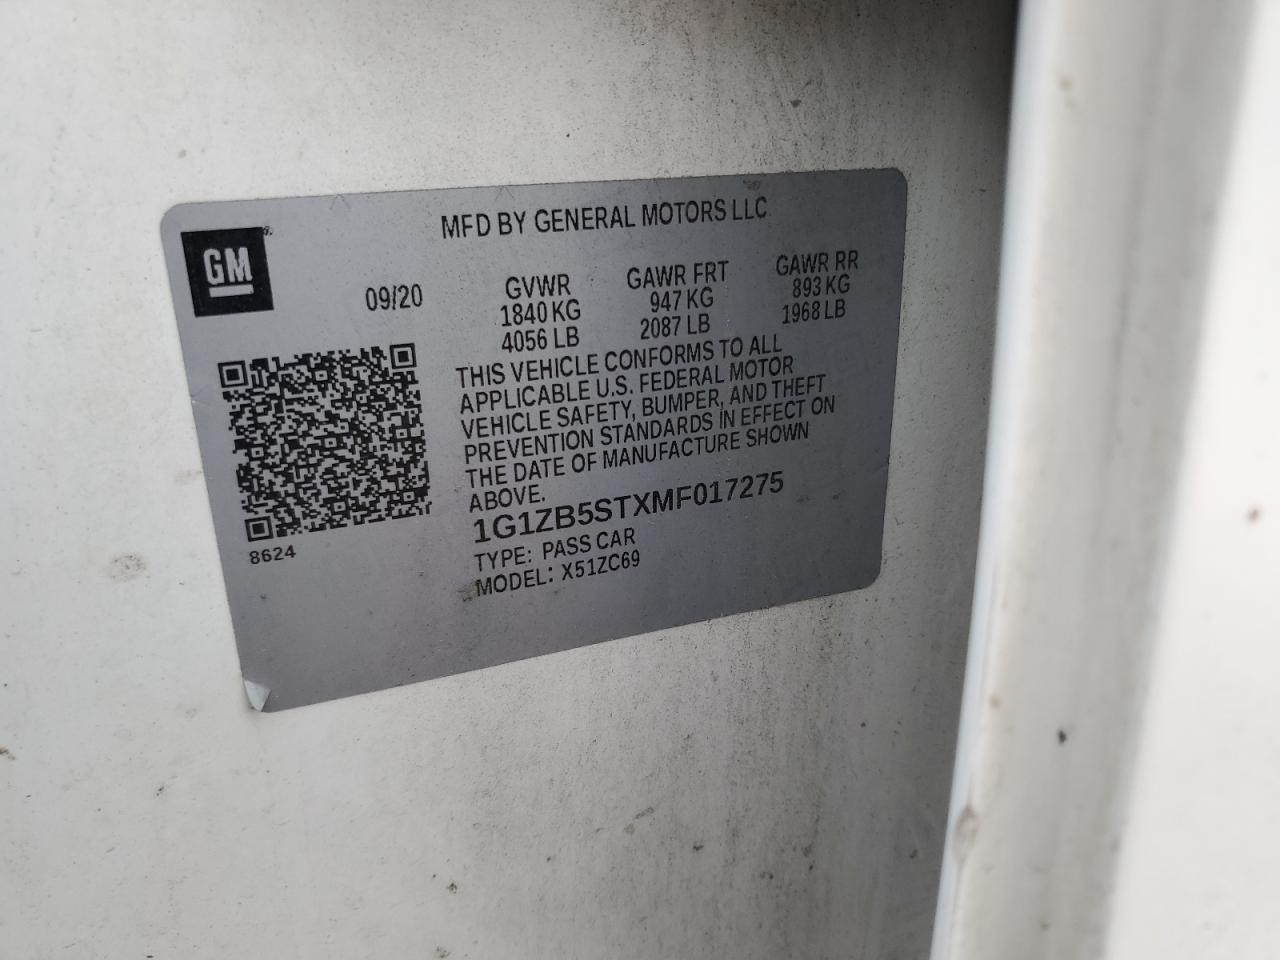 MFD BY GENERAL MOTORS LLC
GM®
09/20
GVWR
1840 KG
4056 LB
GAWR FRT
947 KG
2087 LB
GAWR RR
893 KG
1968 LB
THIS VEHICLE CONFORMS TO ALL
APPLICABLE U.S. FEDERAL MOTOR
VEHICLE SAFETY, BUMPER, AND THEFT
PREVENTION STANDARDS IN EFFECT ON
THE DATE OF MANUFACTURE SHOWN
ABOVE.
1G1ZB5STXMF017275
TYPE: PASS CAR
MODEL: X51ZC69
8624